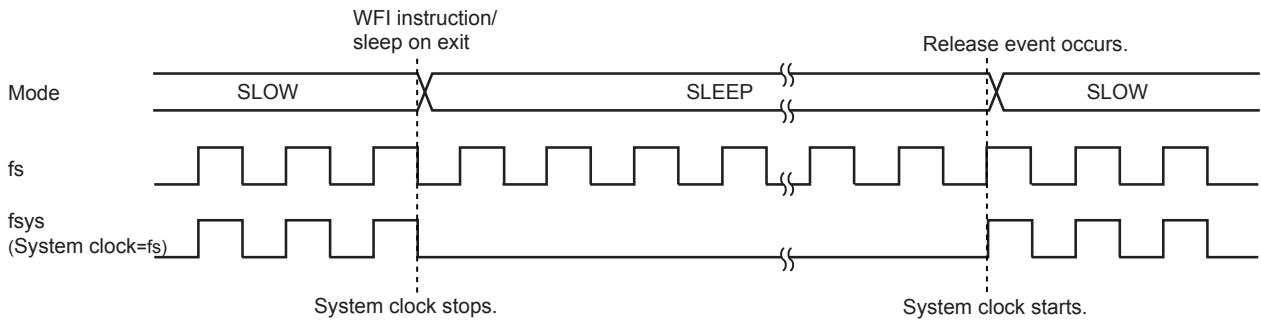 WFI instruction/
sleep on exit
Release event occurs.
Mode
SLOW
SLEEP
SLOW
fs
fsys
(System clock=fs)
System clock stops.
System clock starts.